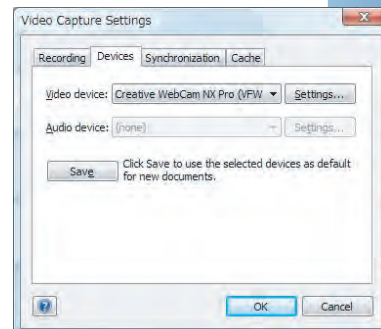 Video Capture Settings
Recording Devices Synchronization Cache
Video device: Creative WebCam NX Pro (VFW Settings...
Audio device: (none) Settings...
Save Click Save to use the selected devices as default
for new documents.
OK Cancel